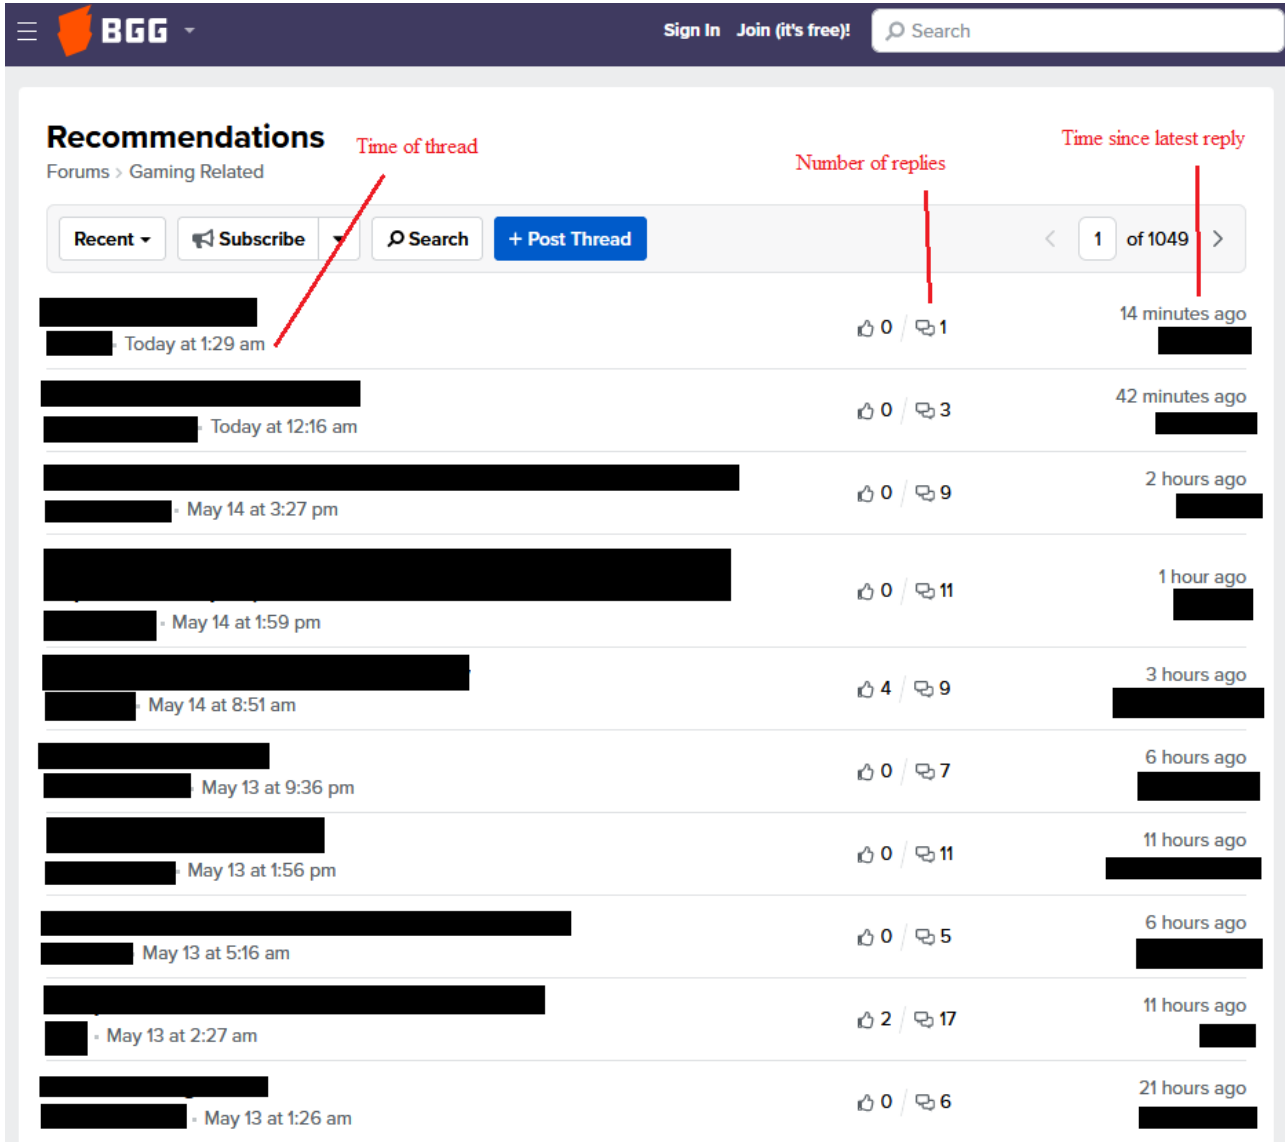 BGG
Sign In Join (it's free)! Search
Recommendations
Time of thread
Number of replies
Time since latest reply
Forums > Gaming Related
Recent Subscribe Search + Post Thread 1 of 1049
14 minutes ago
0 / 1
Today at 1:29 am
42 minutes ago
0 / 3
Today at 12:16 am
2 hours ago
0 / 9
May 14 at 3:27 pm
1 hour ago
0 / 11
May 14 at 1:59 pm
3 hours ago
4 / 9
May 14 at 8:51 am
6 hours ago
0 / 7
May 13 at 9:36 pm
11 hours ago
0 / 11
May 13 at 1:56 pm
6 hours ago
0 / 5
May 13 at 5:16 am
11 hours ago
2 / 17
May 13 at 2:27 am
21 hours ago
0 / 6
May 13 at 1:26 am